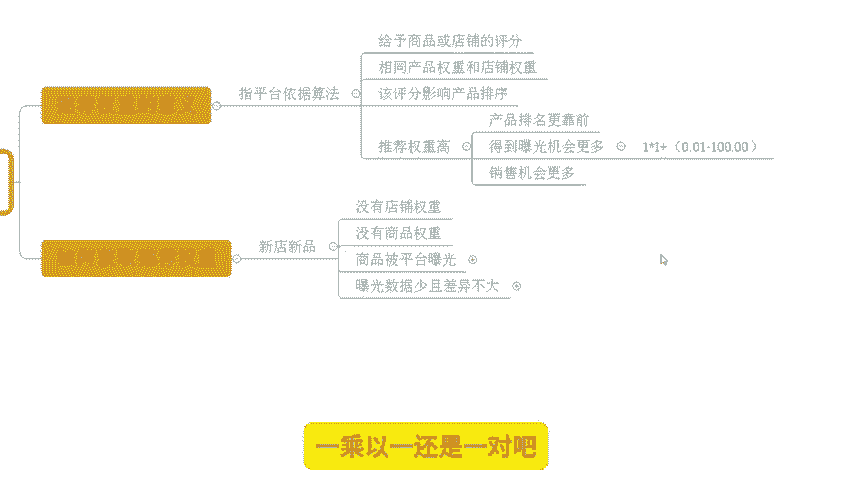 给予商品或店铺的评分
相同产品权重和店铺权重
指平台依据算法
该评分影响产品排序
产品排名更靠前
推荐权重高
得到曝光机会更多
1*1+（0.01-100.00）
销售机会更多
没有店铺权重
没有商品权重
新店新品
商品被平台曝光
曝光数据少且差异不大
一乘以一还是一对吧